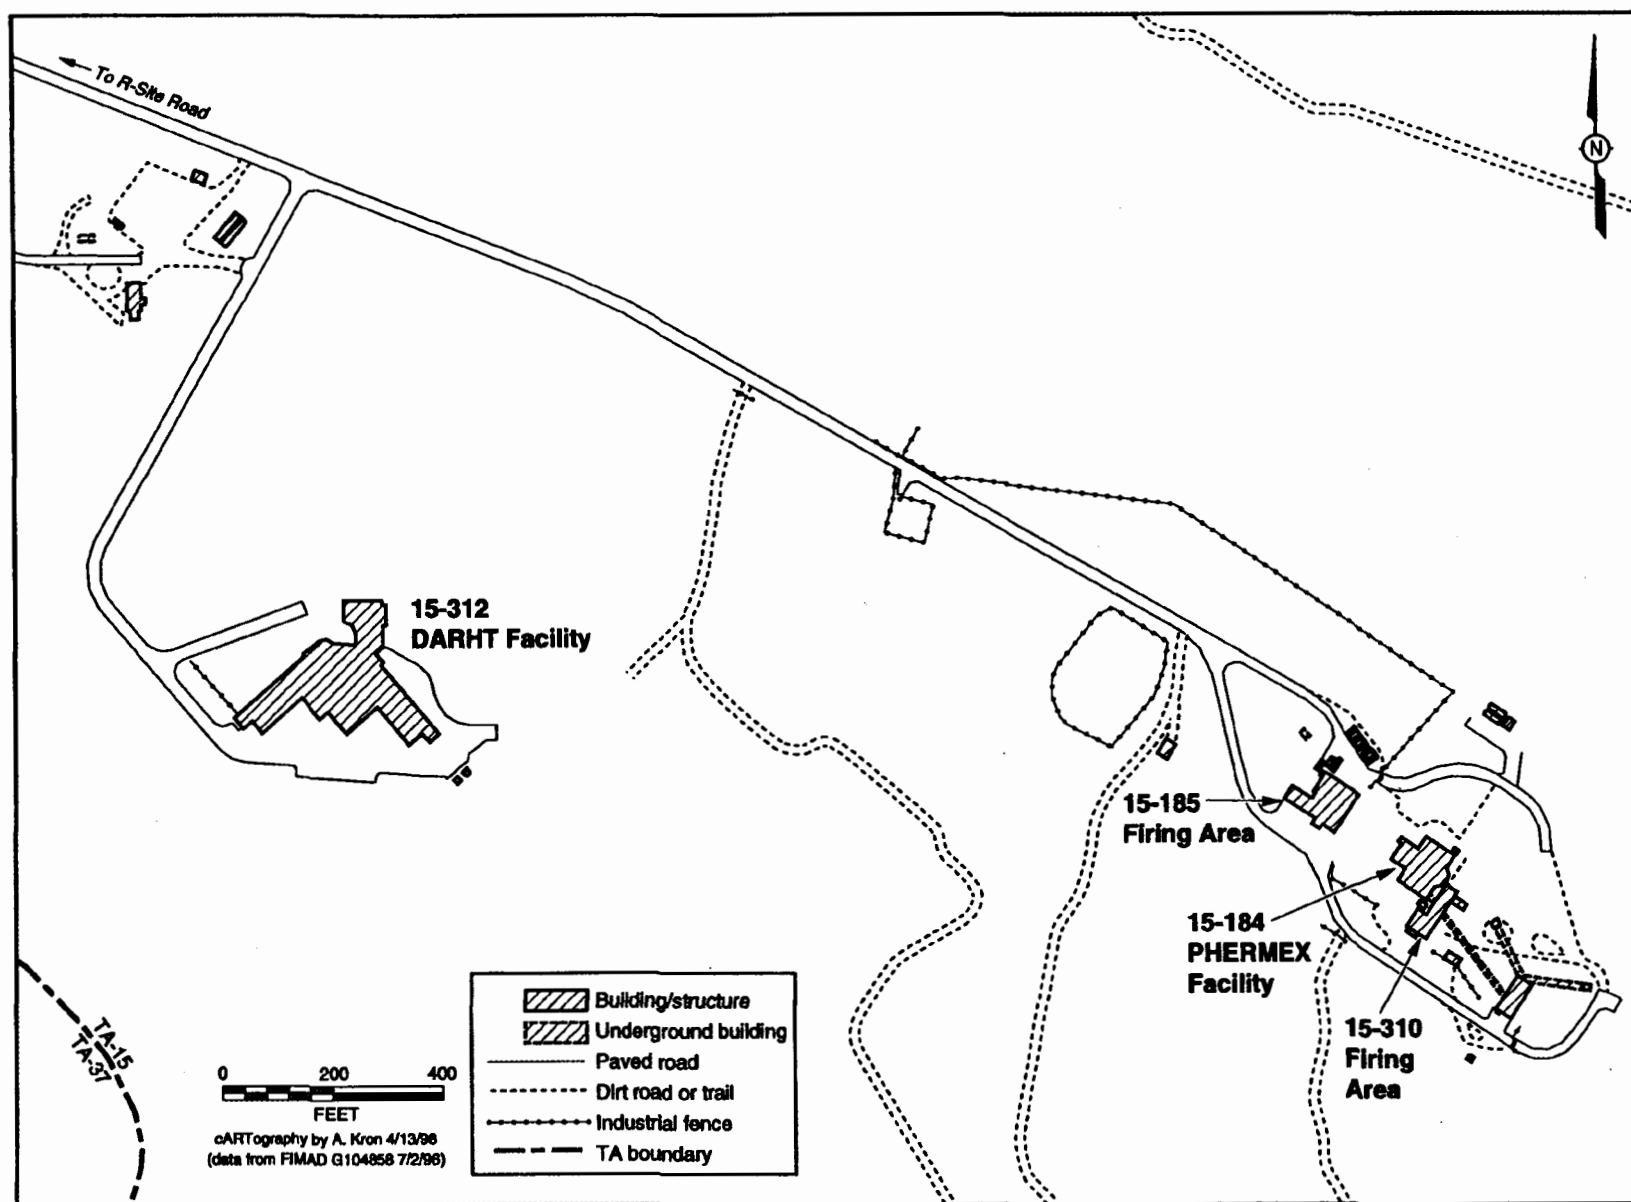 To R-Site Road
N
15-312
DARHT Facility
15-185
Firing Area
15-184
PHERMEX
Facility
15-310
Firing
Area
TA-15
TA-37
0 200 400
FEET
cARTography by A. Kron 4/13/96
(data from FIMAD G104858 7/2/96)
Building/structure
Underground building
Paved road
Dirt road or trail
Industrial fence
TA boundary